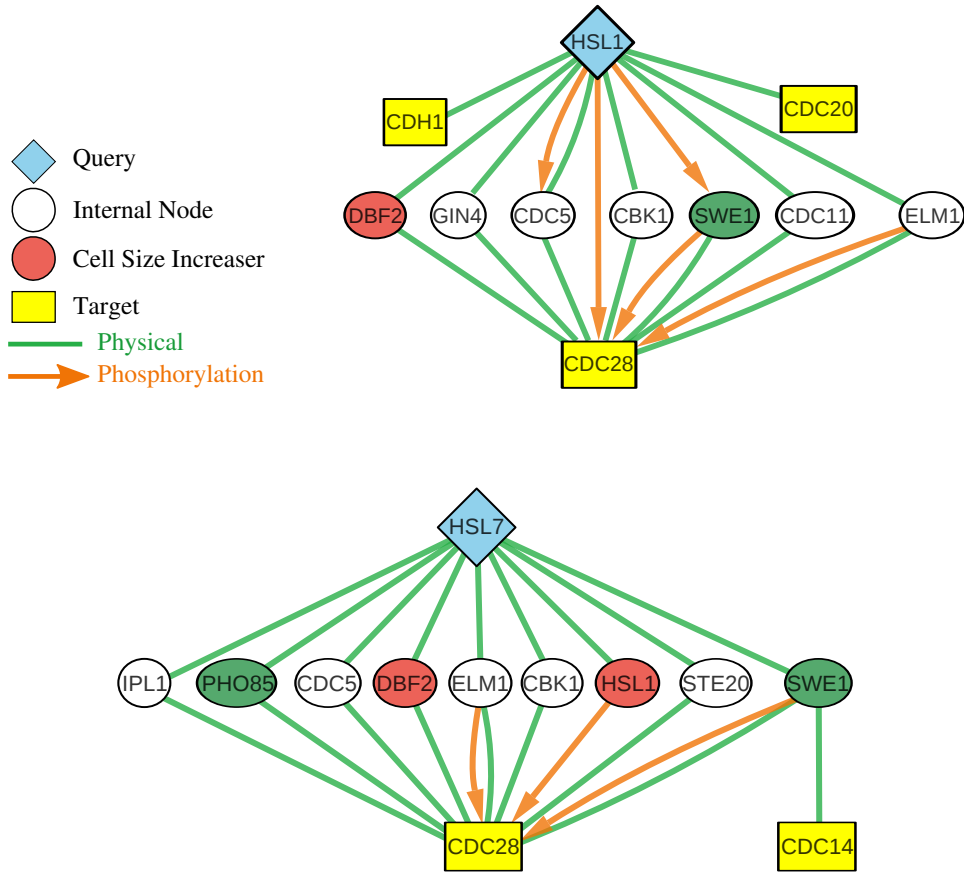 HSL1
CDH1
CDC20
Query
Internal Node
Cell Size Increaser
Target
Physical
Phosphorylation
DBF2
GIN4
CDC5
CBK1
SWE1
CDC11
ELM1
CDC28
HSL7
IPL1
PHO85
CDC5
DBF2
ELM1
CBK1
HSL1
STE20
SWE1
CDC28
CDC14